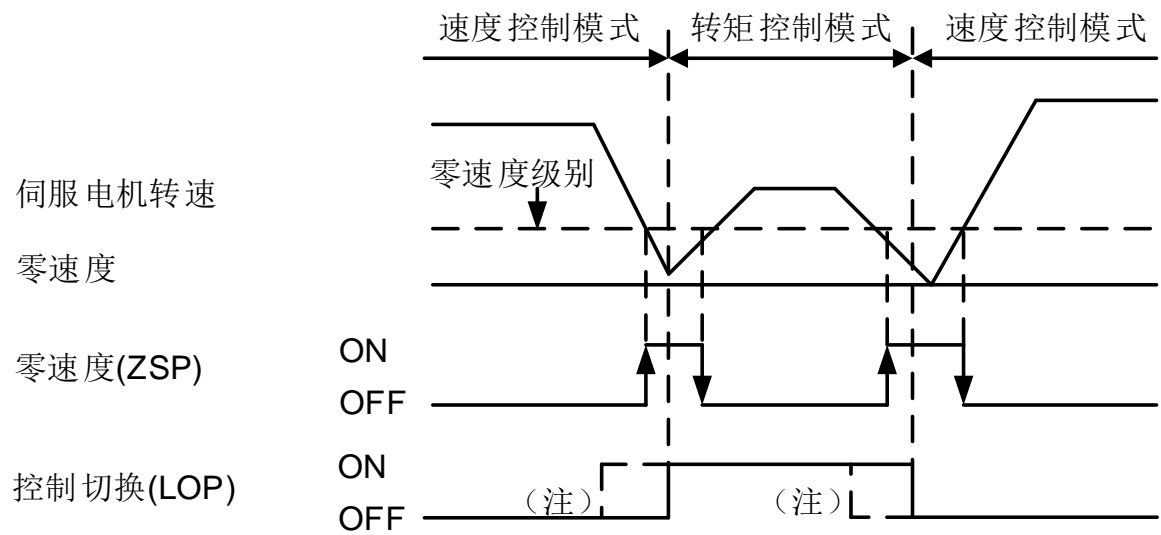 速度控制模式 转矩控制模式 速度控制模式
零速度级别
伺服电机转速
零速度
零速度(ZSP)
ON
OFF
控制切换(LOP)
ON
OFF
（注） （注）